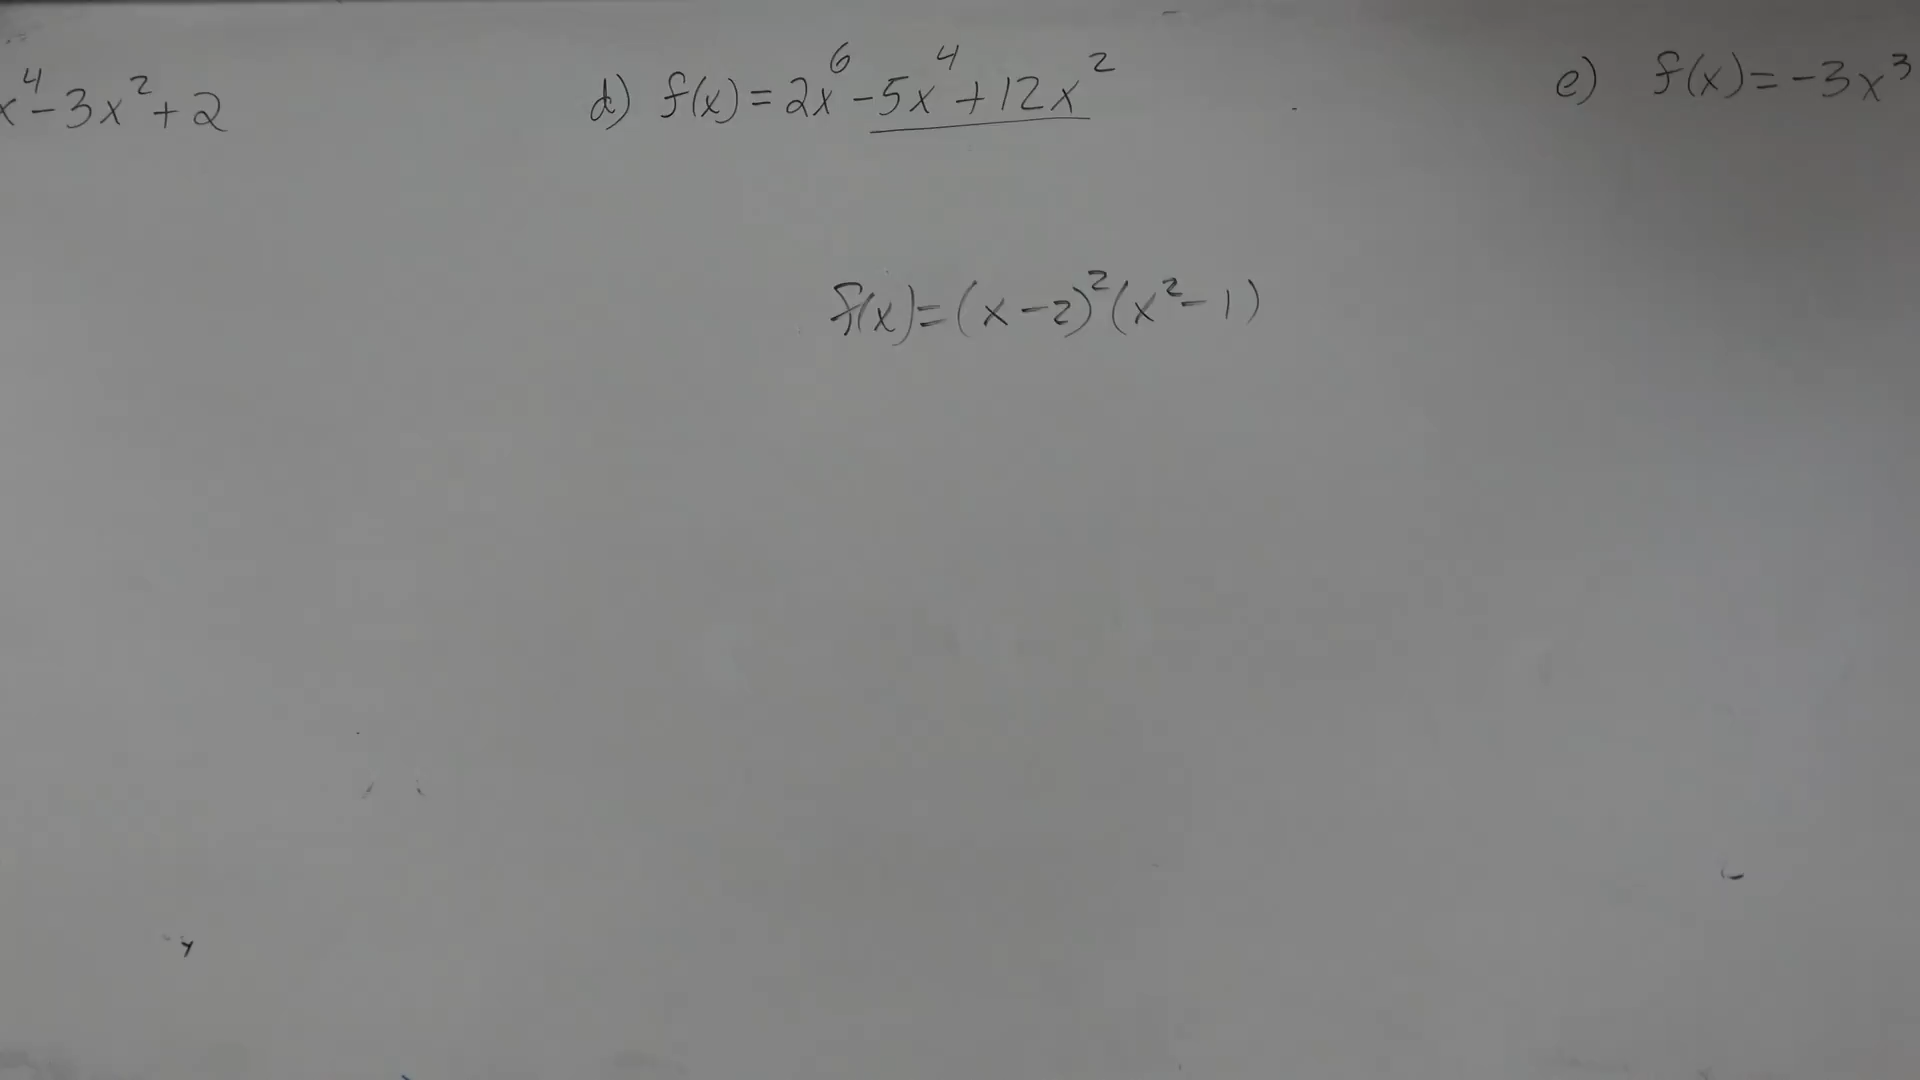 x⁴-3x²+2
d) f(x)=2x⁶-5x⁴+12x²
e) f(x)=-3x³
f(x)=(x-2)²(x²-1)